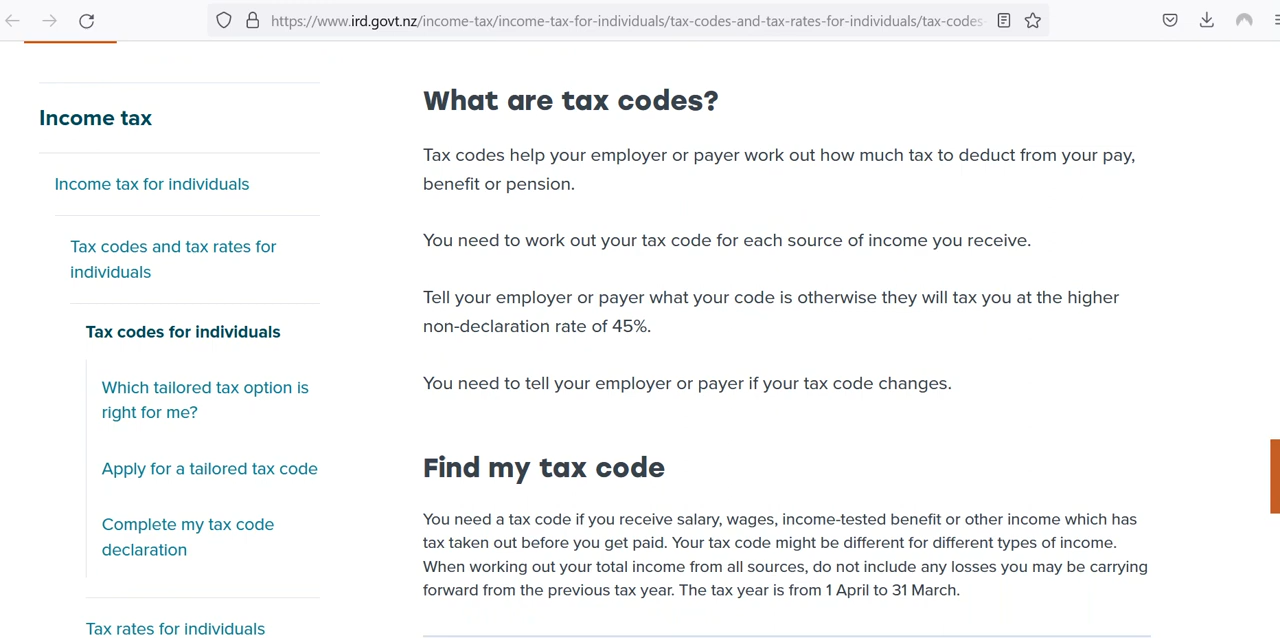 https://www.ird.govt.nz/income-tax/income-tax-for-individuals/tax-codes-and-tax-rates-for-individuals/tax-codes-
Income tax
Income tax for individuals
Tax codes and tax rates for
individuals
Tax codes for individuals
Which tailored tax option is
right for me?
Apply for a tailored tax code
Complete my tax code
declaration
Tax rates for individuals
What are tax codes?
Tax codes help your employer or payer work out how much tax to deduct from your pay,
benefit or pension.
You need to work out your tax code for each source of income you receive.
Tell your employer or payer what your code is otherwise they will tax you at the higher
non-declaration rate of 45%.
You need to tell your employer or payer if your tax code changes.
Find my tax code
You need a tax code if you receive salary, wages, income-tested benefit or other income which has
tax taken out before you get paid. Your tax code might be different for different types of income.
When working out your total income from all sources, do not include any losses you may be carrying
forward from the previous tax year. The tax year is from 1 April to 31 March.